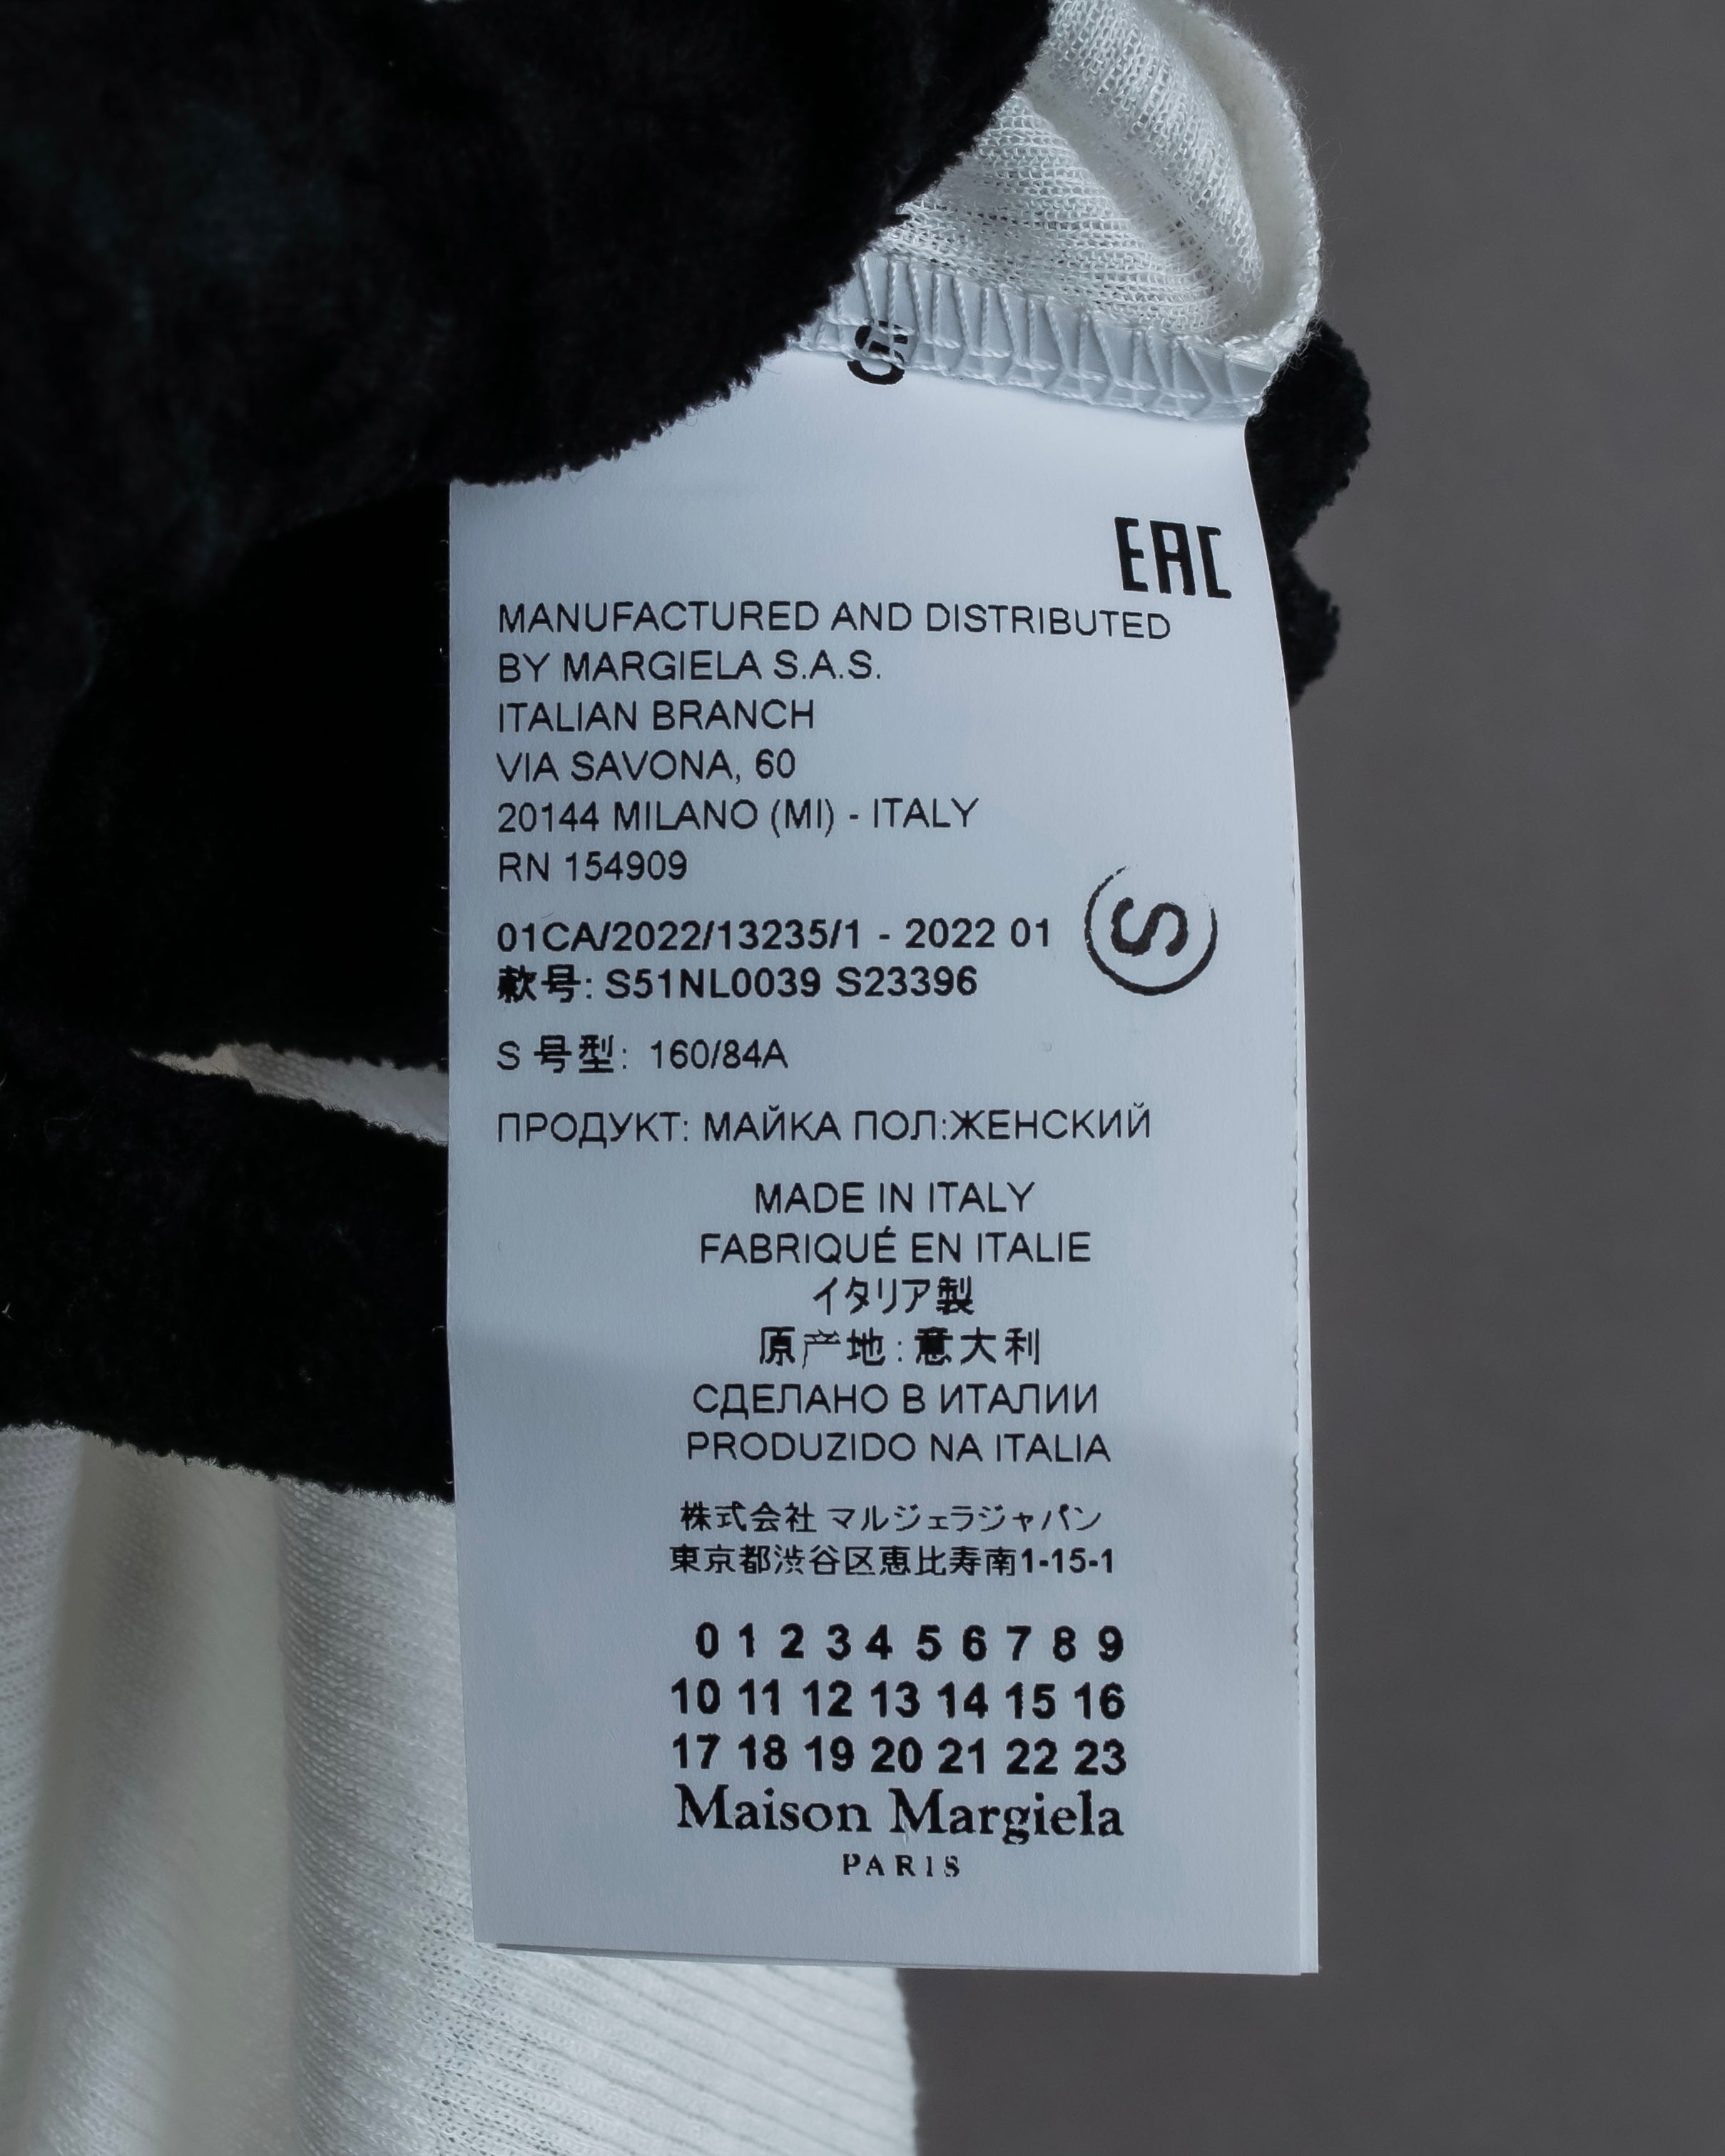 S
EAC
MANUFACTURED AND DISTRIBUTED
BY MARGIELA S.A.S.
ITALIAN BRANCH
VIA SAVONA, 60
20144 MILANO (MI) - ITALY
RN 154909
S
01CA/2022/13235/1 - 2022 01
款号: S51NL0039 S23396
S 号型: 160/84A
ПРОДУКТ: МАЙКА ПОЛ:ЖЕНСКИЙ
MADE IN ITALY
FABRIQUÉ EN ITALIE
イタリア製
原产地:意大利
СДЕЛАНО В ИТАЛИИ
PRODUZIDO NA ITALIA
株式会社 マルジェラジャパン
東京都渋谷区恵比寿南1-15-1
0 1 2 3 4 5 6 7 8 9
10 11 12 13 14 15 16
17 18 19 20 21 22 23
Maison Margiela
PARIS